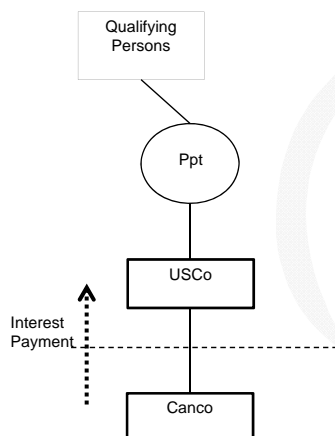 Qualifying
Persons
Ppt
USCo
Interest
Payment
Canco